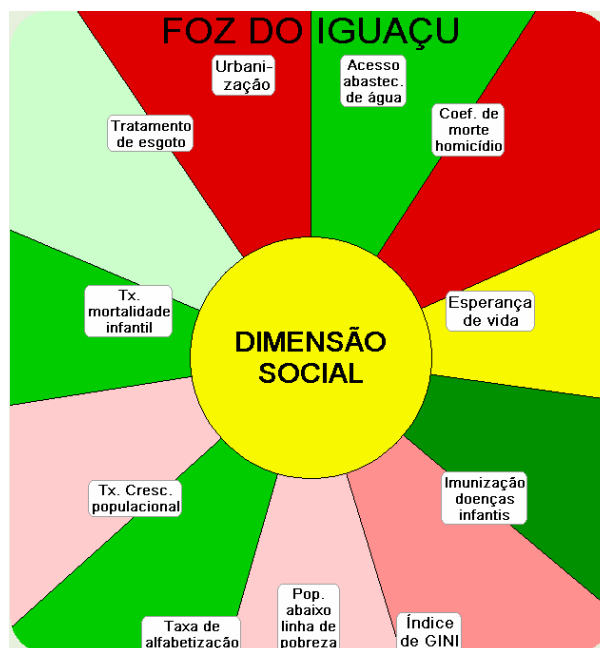 FOZ DO IGUAÇU
Urbani-
zação
Acesso
abastec.
de água
Coef. de
morte
homicídio
Tratamento
de esgoto
Esperança
de vida
Tx.
mortalidade
infantil
DIMENSÃO
SOCIAL
Imunização
doenças
infantis
Tx. Cresc.
populacional
Pop.
abaixo
linha de
pobreza
Índice
de GINI
Taxa de
alfabetização